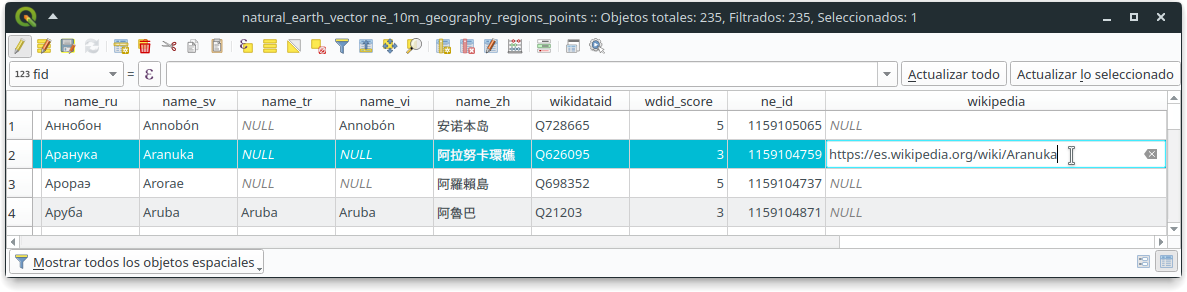 natural_earth_vector ne_10m_geography_regions_points :: Objetos totales: 235, Filtrados: 235, Seleccionados: 1
123 fid = ε Actualizar todo Actualizar lo seleccionado
name_ru name_sv name_tr name_vi name_zh wikidataid wdid_score ne_id wikipedia
1 Аннобон Annobón NULL Annobón 安诺本岛 Q728665 5 1159105065 NULL
2 Аранука Aranuka NULL NULL 阿拉努卡環礁 Q626095 3 1159104759 https://es.wikipedia.org/wiki/Aranuka
3 Арораэ Arorae NULL NULL 阿羅賴島 Q698352 5 1159104737 NULL
4 Аруба Aruba Aruba Aruba 阿魯巴 Q21203 3 1159104871 NULL
Mostrar todos los objetos espaciales